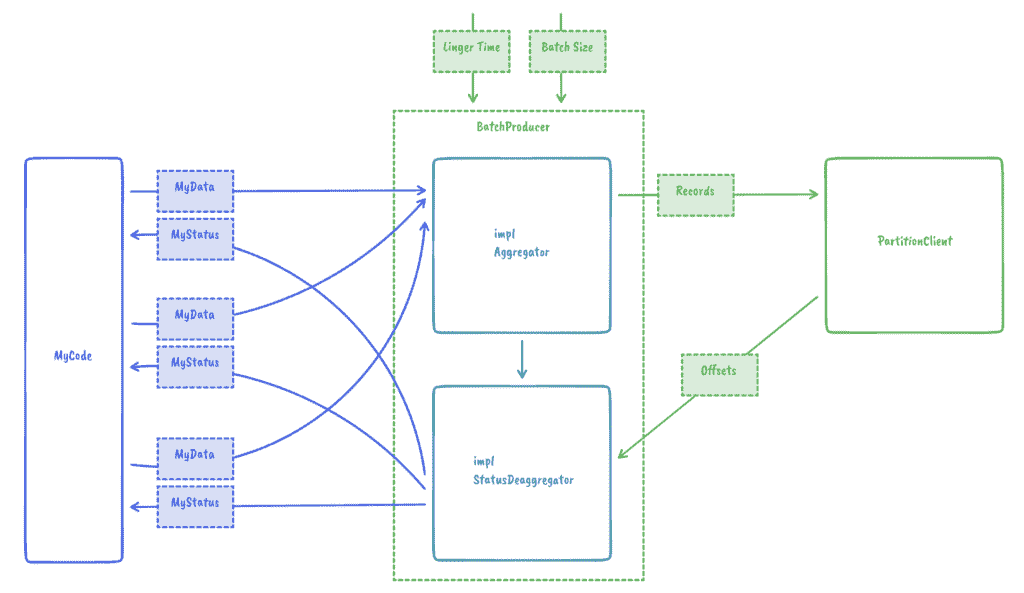 Linger Time
Batch Size
BatchProducer
MyData
MyStatus
Records
impl
Aggregator
PartitionClient
MyData
MyStatus
MyCode
Offsets
MyData
MyStatus
impl
StatusDeaggregator